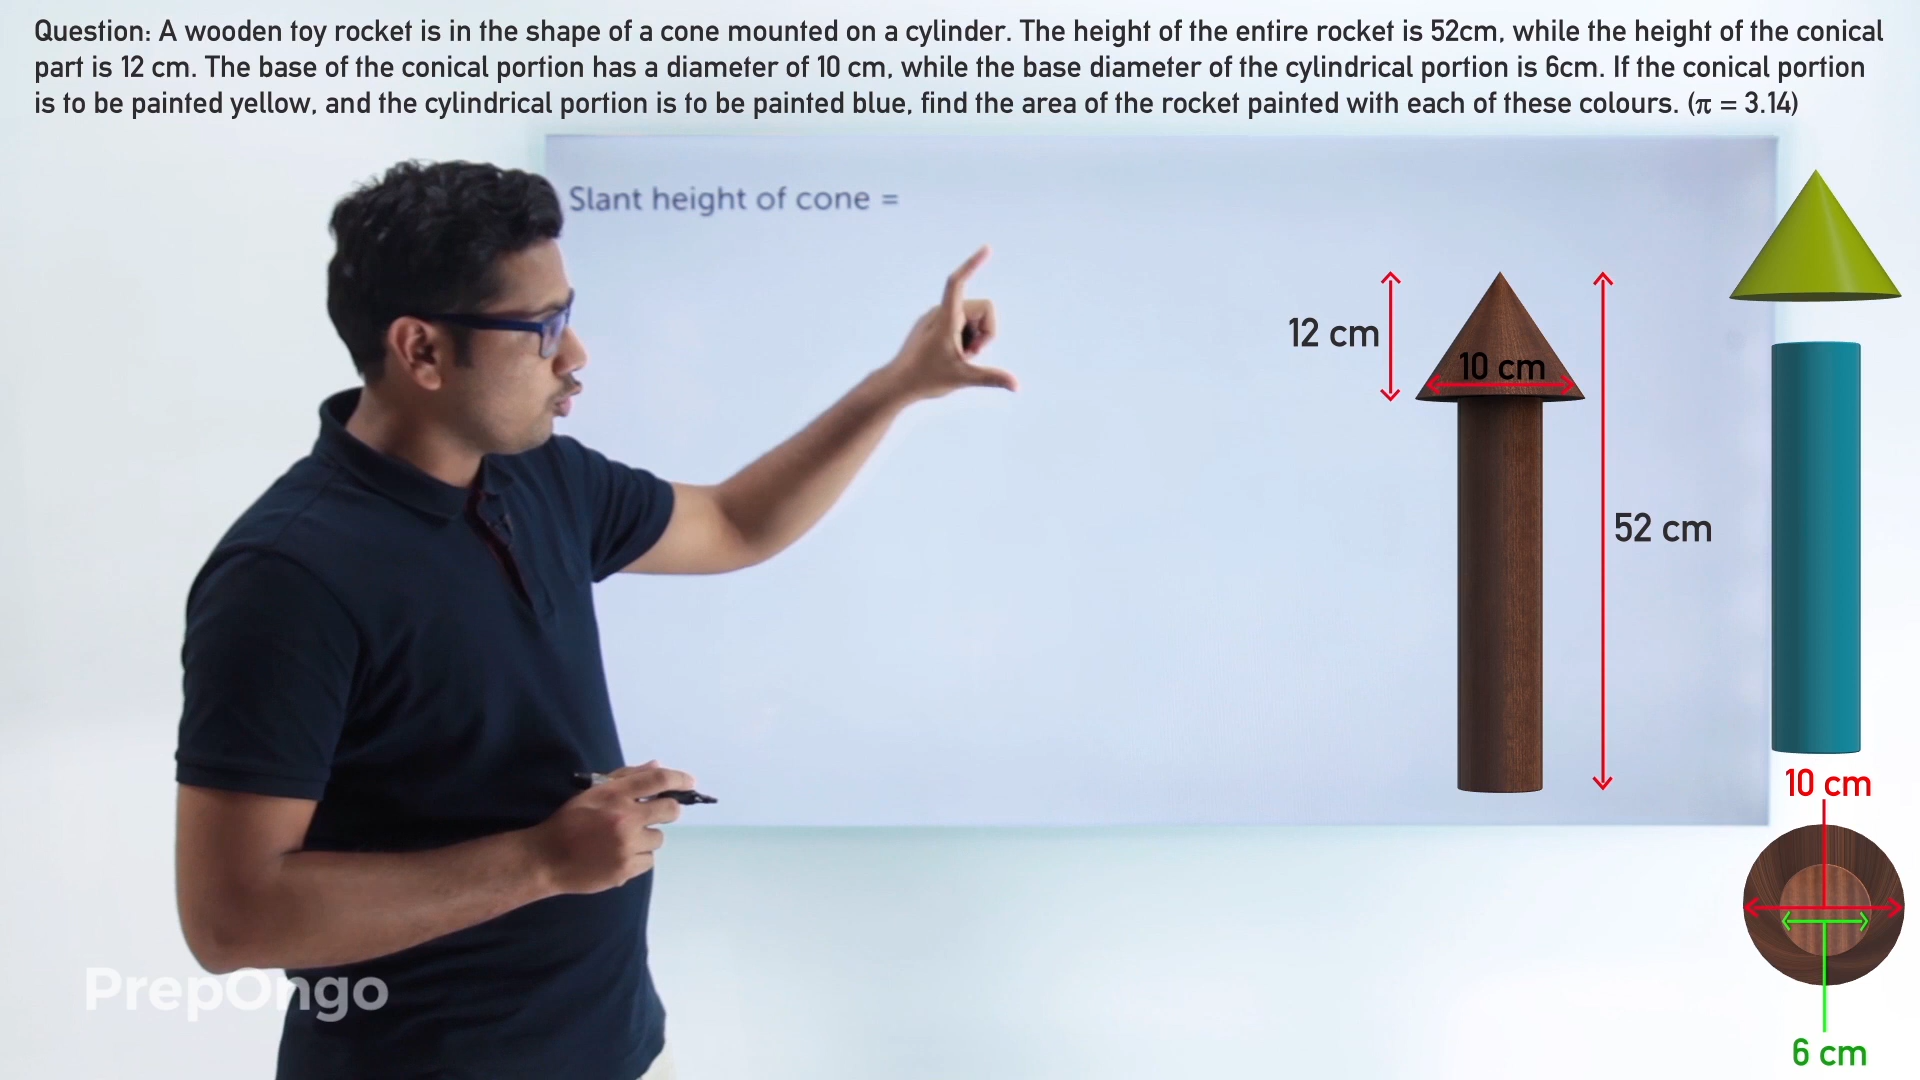 Question: A wooden toy rocket is in the shape of a cone mounted on a cylinder. The height of the entire rocket is 52cm, while the height of the conical
part is 12 cm. The base of the conical portion has a diameter of 10 cm, while the base diameter of the cylindrical portion is 6cm. If the conical portion
is to be painted yellow, and the cylindrical portion is to be painted blue, find the area of the rocket painted with each of these colours. (π = 3.14)
Slant height of cone =
12 cm
10 cm
52 cm
10 cm
6 cm
PrepOngo